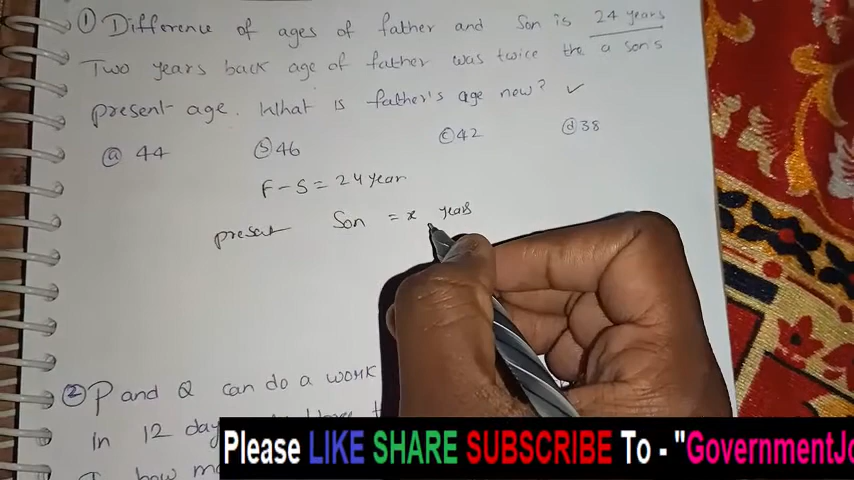 ① Difference of ages of father and Son is 24 years
Two years back age of father was twice the a son's
present age. What is father's age now? ✓
ⓐ 44 ⓑ 46 ⓒ 42 ⓓ 38
F - S = 24 year
present Son = x years
② P and Q can do a work
in 12 day
how
Please LIKE SHARE SUBSCRIBE To - "GovernmentJo